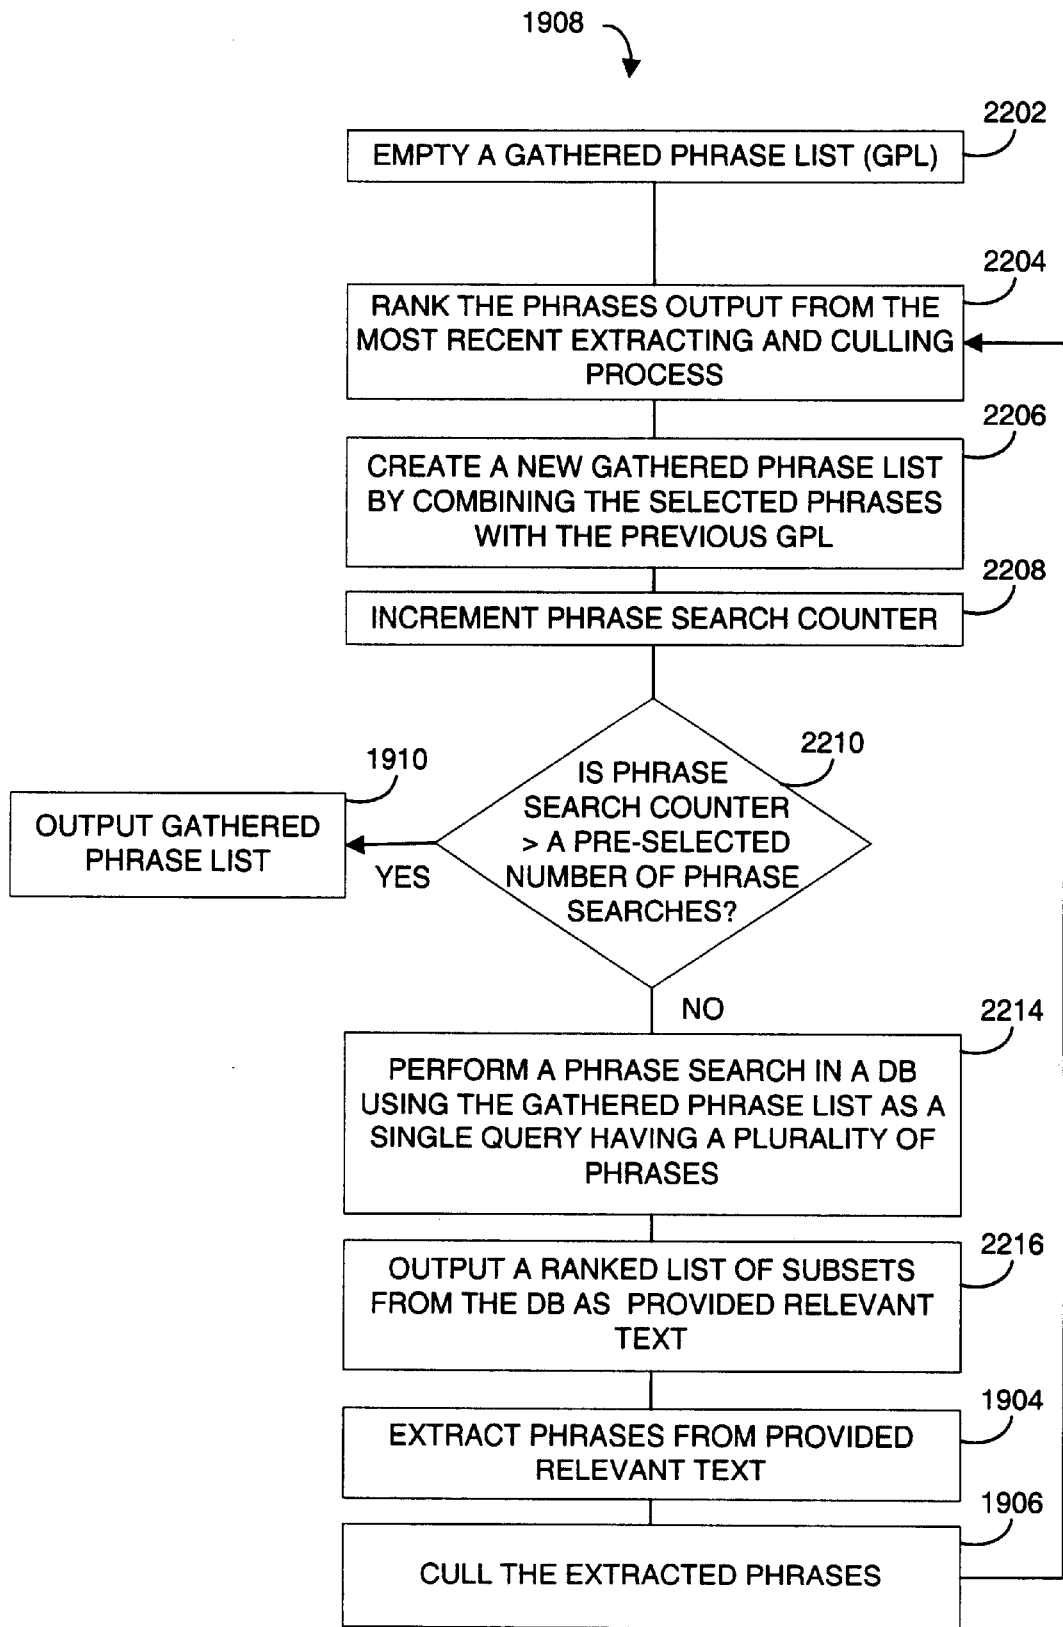 1908
2202
EMPTY A GATHERED PHRASE LIST (GPL)
2204
RANK THE PHRASES OUTPUT FROM THE
MOST RECENT EXTRACTING AND CULLING
PROCESS
2206
CREATE A NEW GATHERED PHRASE LIST
BY COMBINING THE SELECTED PHRASES
WITH THE PREVIOUS GPL
2208
INCREMENT PHRASE SEARCH COUNTER
2210
IS PHRASE
SEARCH COUNTER
> A PRE-SELECTED
NUMBER OF PHRASE
SEARCHES?
1910
OUTPUT GATHERED
PHRASE LIST
YES
NO
2214
PERFORM A PHRASE SEARCH IN A DB
USING THE GATHERED PHRASE LIST AS A
SINGLE QUERY HAVING A PLURALITY OF
PHRASES
2216
OUTPUT A RANKED LIST OF SUBSETS
FROM THE DB AS PROVIDED RELEVANT
TEXT
1904
EXTRACT PHRASES FROM PROVIDED
RELEVANT TEXT
1906
CULL THE EXTRACTED PHRASES